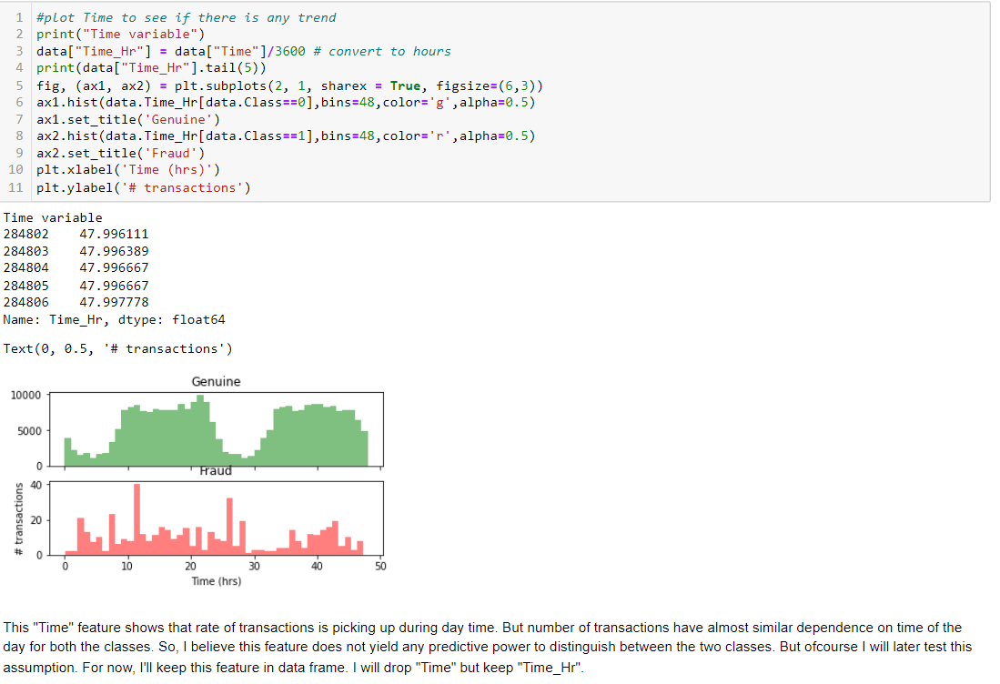 1 #plot Time to see if there is any trend
2 print("Time variable")
3 data["Time_Hr"] = data["Time"]/3600 # convert to hours
4 print(data["Time_Hr"].tail(5))
5 fig, (ax1, ax2) = plt.subplots(2, 1, sharex = True, figsize=(6,3))
6 ax1.hist(data.Time_Hr[data.Class==0],bins=48,color='g',alpha=0.5)
7 ax1.set_title('Genuine')
8 ax2.hist(data.Time_Hr[data.Class==1],bins=48,color='r',alpha=0.5)
9 ax2.set_title('Fraud')
10 plt.xlabel('Time (hrs)')
11 plt.ylabel('# transactions')
Time variable
284802    47.996111
284803    47.996389
284804    47.996667
284805    47.996667
284806    47.997778
Name: Time_Hr, dtype: float64
Text(0, 0.5, '# transactions')
Genuine
10000
5000
0
Fraud
40
20
0
# transactions
0 10 20 30 40 50
Time (hrs)
This "Time" feature shows that rate of transactions is picking up during day time. But number of transactions have almost similar dependence on time of the
day for both the classes. So, I believe this feature does not yield any predictive power to distinguish between the two classes. But ofcourse I will later test this
assumption. For now, I'll keep this feature in data frame. I will drop "Time" but keep "Time_Hr".